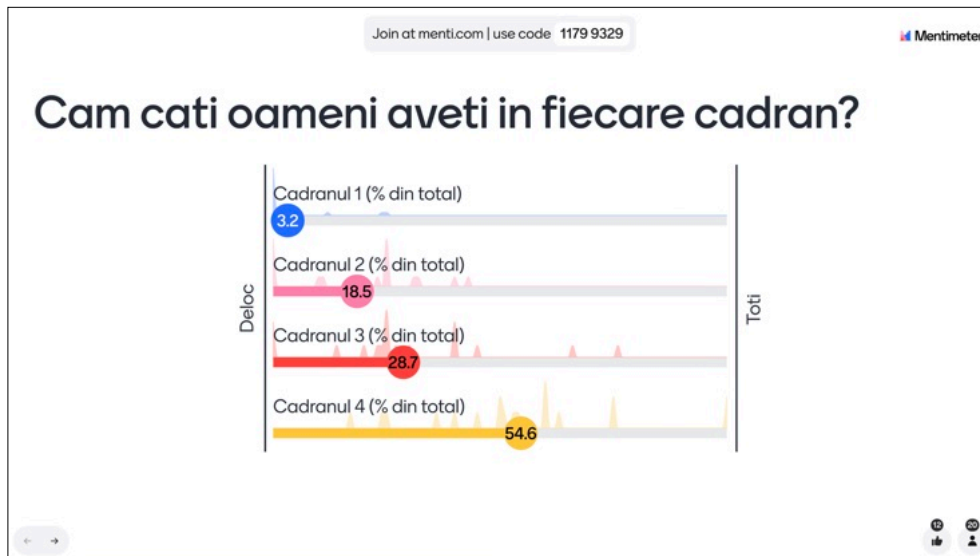 Join at menti.com | use code 1179 9329
Mentimeter
Cam cati oameni aveti in fiecare cadran?
Deloc
Cadranul 1 (% din total)
3.2
Cadranul 2 (% din total)
18.5
Cadranul 3 (% din total)
28.7
Cadranul 4 (% din total)
54.6
Toti
12
20